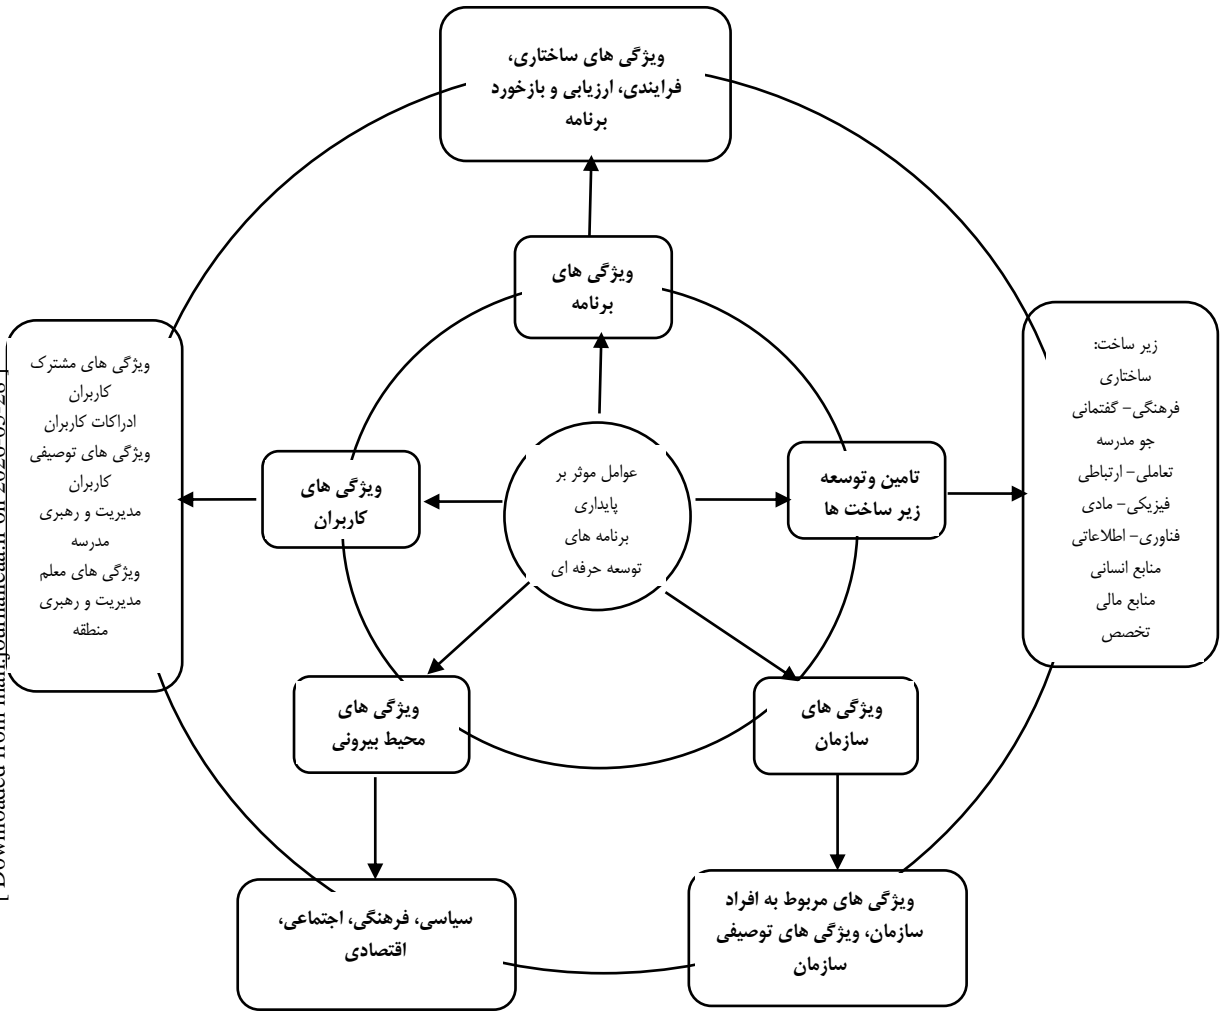 ویژگی های ساختاری،
فرایندی، ارزیابی و بازخورد
برنامه
ویژگی های
برنامه
زیر ساخت:
ساختاری
فرهنگی- گفتمانی
جو مدرسه
تعاملی- ارتباطی
فیزیکی- مادی
فناوری- اطلاعاتی
منابع انسانی
منابع مالی
تخصص
تامین وتوسعه
زیر ساخت ها
عوامل موثر بر
پایداری
برنامه های
توسعه حرفه ای
ویژگی های
کاربران
ویژگی های مشترک
کاربران
ادراکات کاربران
ویژگی های توصیفی
کاربران
مدیریت و رهبری
مدرسه
ویژگی های معلم
مدیریت و رهبری
منطقه
ویژگی های
سازمان
ویژگی های
محیط بیرونی
ویژگی های مربوط به افراد
سازمان، ویژگی های توصیفی
سازمان
سیاسی، فرهنگی، اجتماعی،
اقتصادی
[ Downloaded from